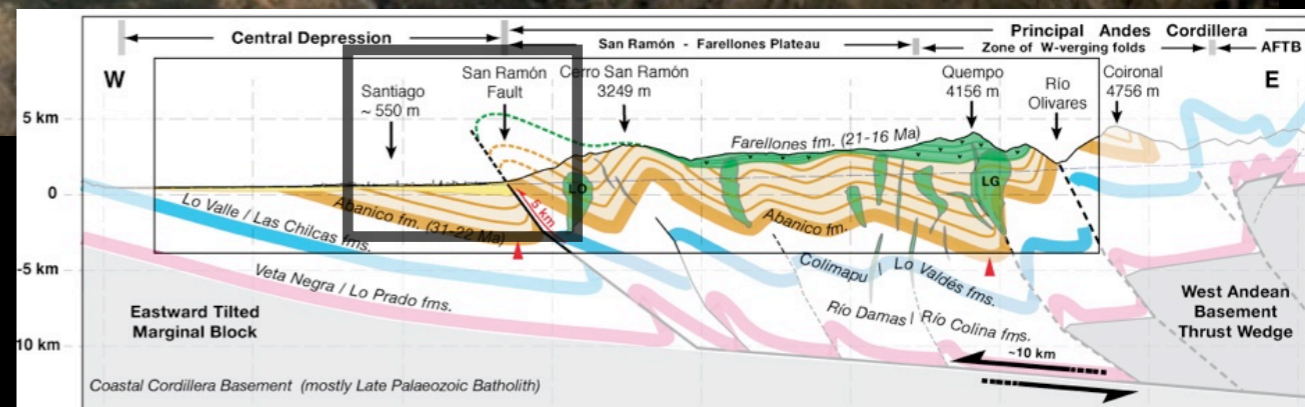 Principal Andes Cordillera
Central Depression
San Ramón - Farellones Plateau
Zone of W-verging folds
AFTB
W
E
Santiago
~ 550 m
San Ramón
Fault
Cerro San Ramón
3249 m
Quempo
4156 m
Río
Olivares
Coironal
4756 m
5 km
0
-5 km
10 km
Farellones fm. (21-16 Ma)
LO
LG
5 km
Abanico fm. (31-22 Ma)
Abanico fm.
Lo Valle / Las Chilcas fms.
Veta Negra / Lo Prado fms.
Colimapu
Lo Valdés fms.
Río Damas
Río Colina fms.
Eastward Tilted
Marginal Block
West Andean
Basement
Thrust Wedge
~10 km
Coastal Cordillera Basement (mostly Late Palaeozoic Batholith)